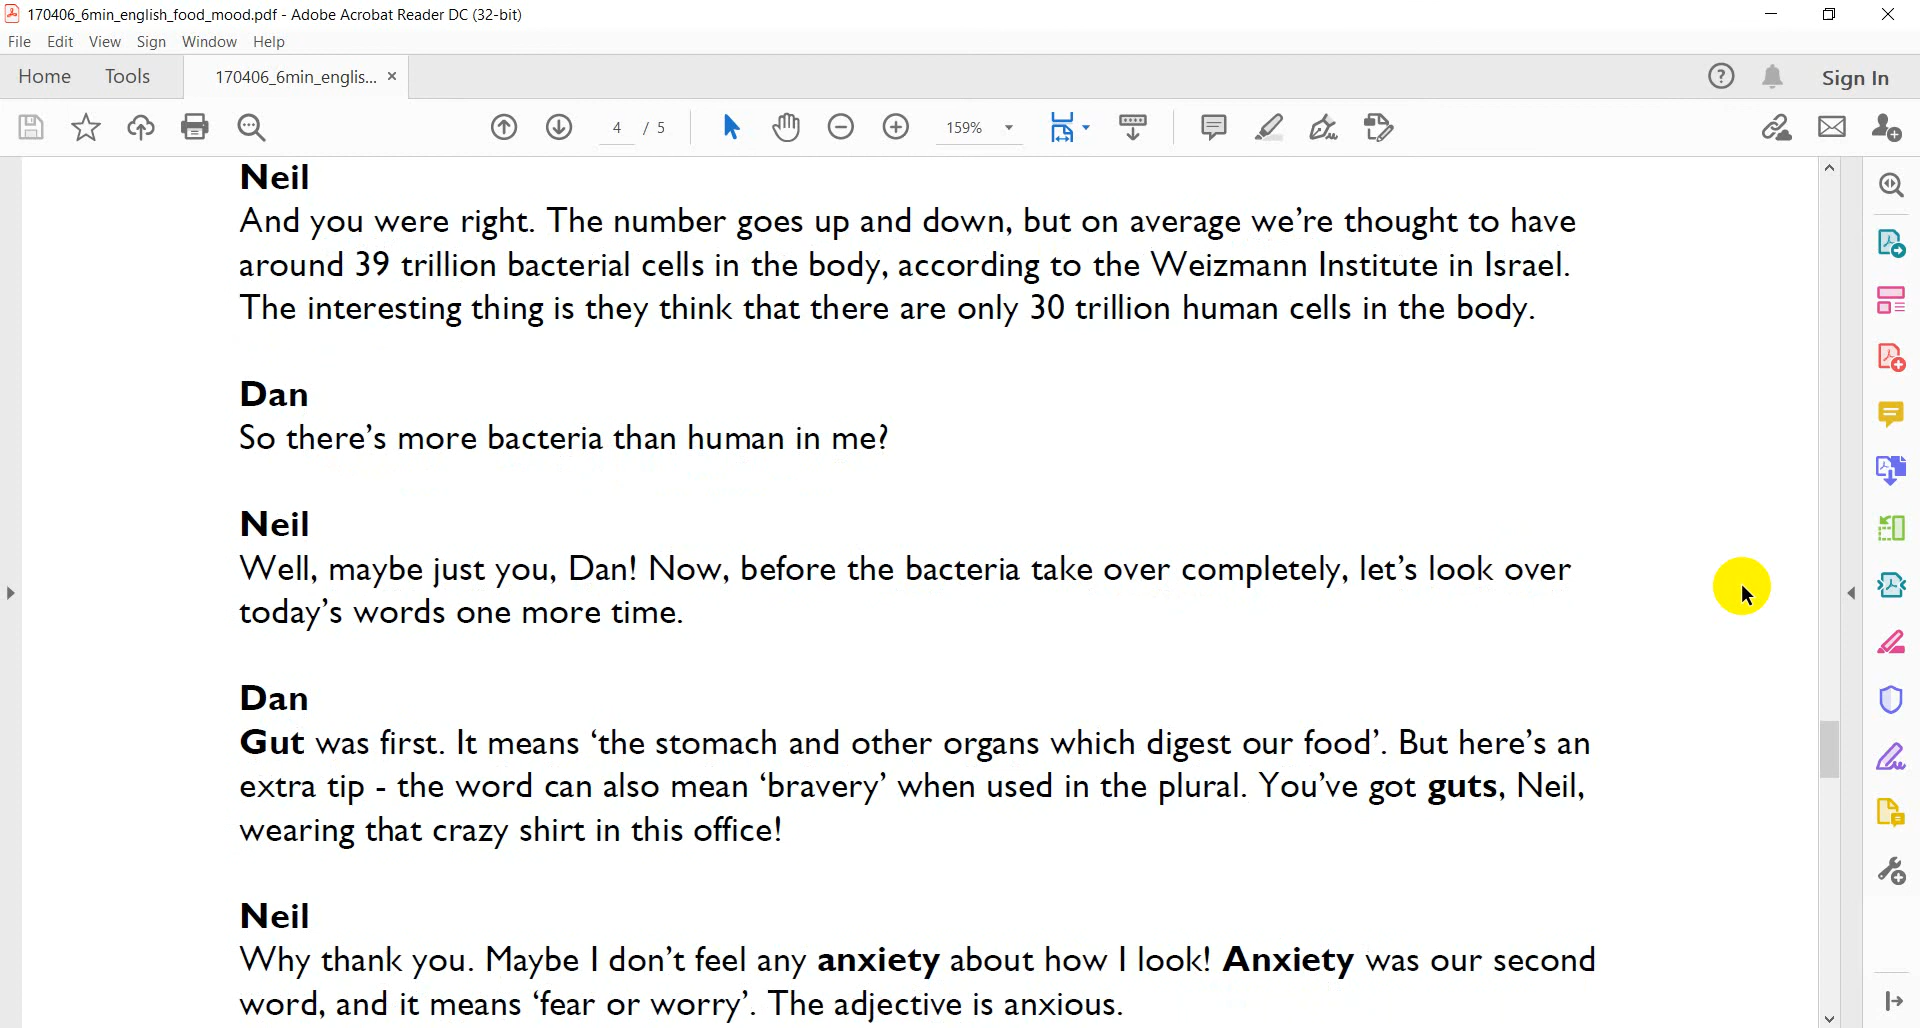 170406_6min_english_food_mood.pdf - Adobe Acrobat Reader DC (32-bit)
File Edit View Sign Window Help
Home Tools 170406_6min_englis... × Sign In
4 / 5 159%
Neil
And you were right. The number goes up and down, but on average we’re thought to have
around 39 trillion bacterial cells in the body, according to the Weizmann Institute in Israel.
The interesting thing is they think that there are only 30 trillion human cells in the body.
Dan
So there’s more bacteria than human in me?
Neil
Well, maybe just you, Dan! Now, before the bacteria take over completely, let’s look over
today’s words one more time.
Dan
Gut was first. It means ‘the stomach and other organs which digest our food’. But here’s an
extra tip - the word can also mean ‘bravery’ when used in the plural. You’ve got guts, Neil,
wearing that crazy shirt in this office!
Neil
Why thank you. Maybe I don’t feel any anxiety about how I look! Anxiety was our second
word, and it means ‘fear or worry’. The adjective is anxious.